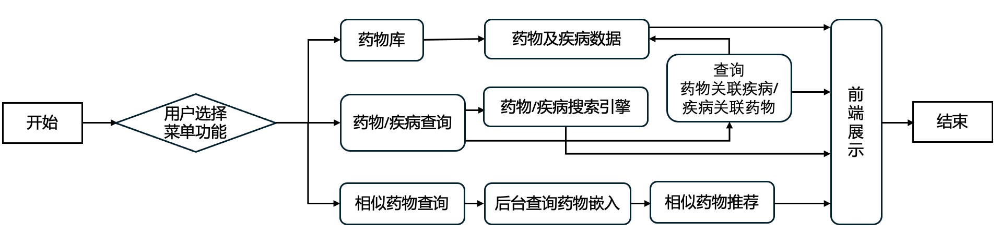 开始
用户选择
菜单功能
药物库
药物及疾病数据
药物/疾病查询
药物/疾病搜索引擎
查询
药物关联疾病/
疾病关联药物
相似药物查询
后台查询药物嵌入
相似药物推荐
前
端
展
示
结束